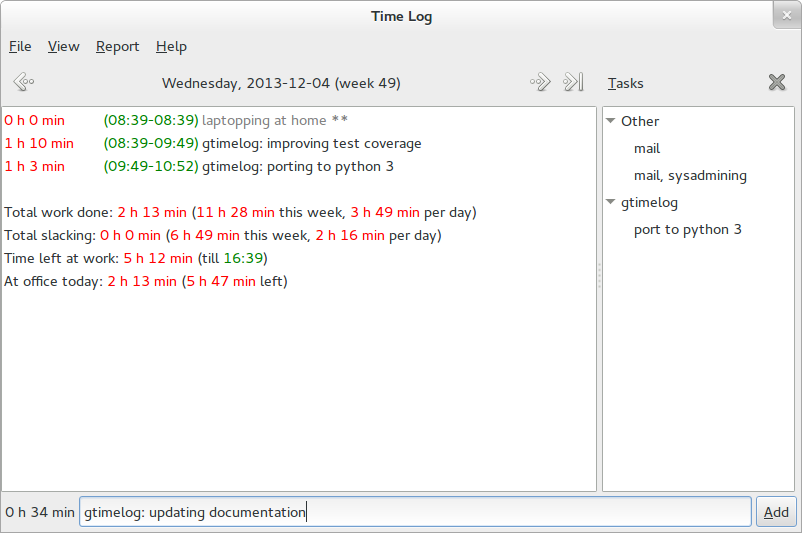 Time Log
File View Report Help
Wednesday, 2013-12-04 (week 49)
Tasks
0 h 0 min (08:39-08:39) laptopping at home **
1 h 10 min (08:39-09:49) gtimelog: improving test coverage
1 h 3 min (09:49-10:52) gtimelog: porting to python 3
Total work done: 2 h 13 min (11 h 28 min this week, 3 h 49 min per day)
Total slacking: 0 h 0 min (6 h 49 min this week, 2 h 16 min per day)
Time left at work: 5 h 12 min (till 16:39)
At office today: 2 h 13 min (5 h 47 min left)
Other
mail
mail, sysadmining
gtimelog
port to python 3
0 h 34 min gtimelog: updating documentation Add